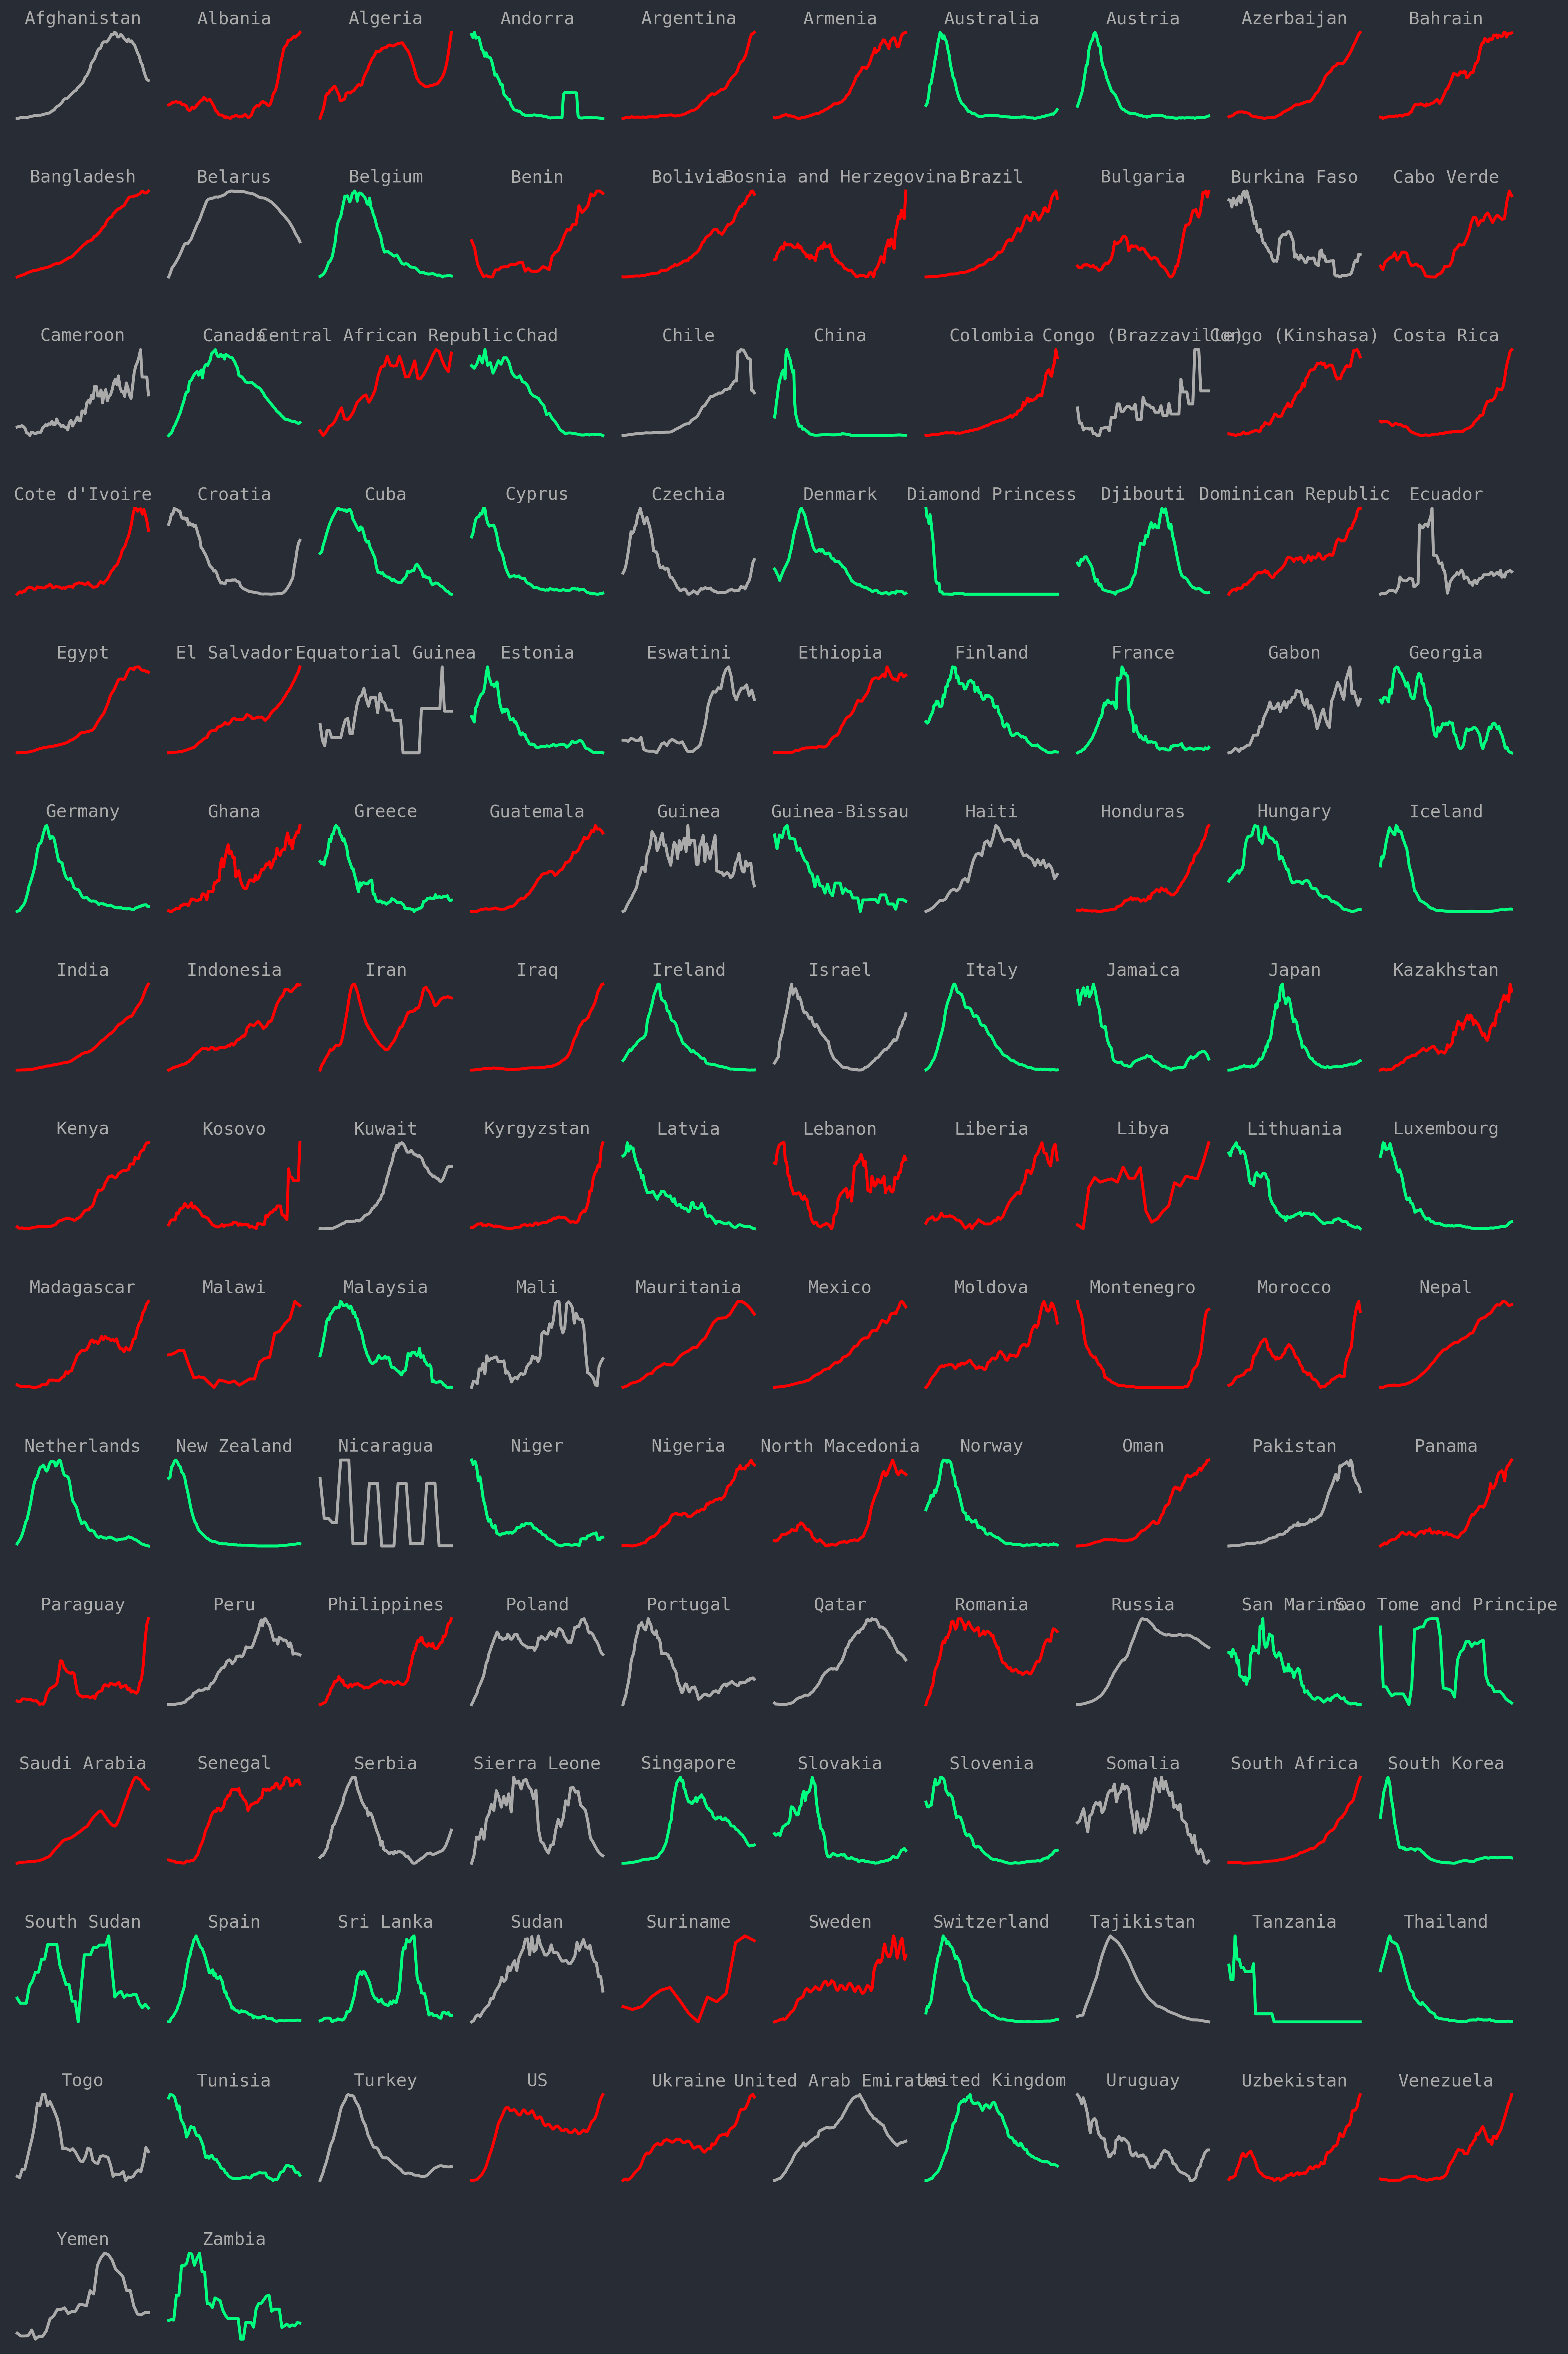 Afghanistan Albania Algeria Andorra Argentina Armenia Australia Austria Azerbaijan Bahrain
Bangladesh Belarus Belgium Benin Bolivia Bosnia and Herzegovina Brazil Bulgaria Burkina Faso Cabo Verde
Cameroon Canada Central African Republic Chad Chile China Colombia Congo (Brazzaville) Congo (Kinshasa) Costa Rica
Cote d'Ivoire Croatia Cuba Cyprus Czechia Denmark Diamond Princess Djibouti Dominican Republic Ecuador
Egypt El Salvador Equatorial Guinea Estonia Eswatini Ethiopia Finland France Gabon Georgia
Germany Ghana Greece Guatemala Guinea Guinea-Bissau Haiti Honduras Hungary Iceland
India Indonesia Iran Iraq Ireland Israel Italy Jamaica Japan Kazakhstan
Kenya Kosovo Kuwait Kyrgyzstan Latvia Lebanon Liberia Libya Lithuania Luxembourg
Madagascar Malawi Malaysia Mali Mauritania Mexico Moldova Montenegro Morocco Nepal
Netherlands New Zealand Nicaragua Niger Nigeria North Macedonia Norway Oman Pakistan Panama
Paraguay Peru Philippines Poland Portugal Qatar Romania Russia San Marino Sao Tome and Principe
Saudi Arabia Senegal Serbia Sierra Leone Singapore Slovakia Slovenia Somalia South Africa South Korea
South Sudan Spain Sri Lanka Sudan Suriname Sweden Switzerland Tajikistan Tanzania Thailand
Togo Tunisia Turkey US Ukraine United Arab Emirates United Kingdom Uruguay Uzbekistan Venezuela
Yemen Zambia